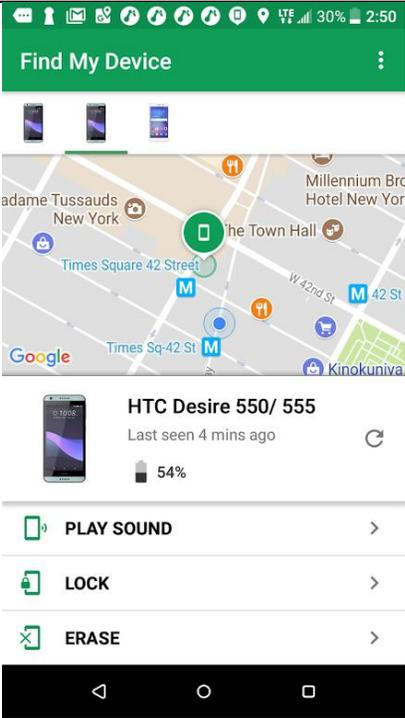 LTE 30% 2:50
Find My Device
Millennium Bro
Hotel New Yor
adame Tussauds
New York
The Town Hall
Times Square 42 Street
M
W 42nd St
M 42 St
Times Sq-42 St M
Google
Kinokuniya
HTC Desire 550/ 555
Last seen 4 mins ago
54%
PLAY SOUND
LOCK
ERASE